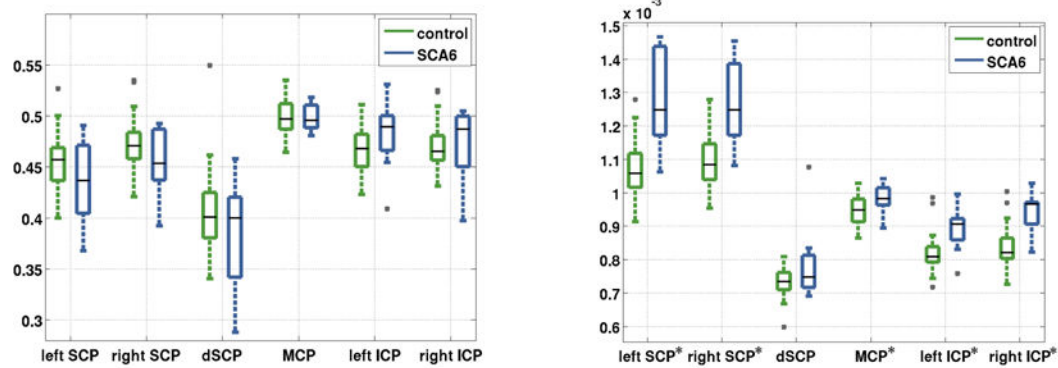 control
SCA6
0.55
0.5
0.45
0.4
0.35
0.3
left SCP right SCP dSCP MCP left ICP right ICP
x 10⁻³
control
SCA6
1.5
1.4
1.3
1.2
1.1
1
0.9
0.8
0.7
0.6
left SCP* right SCP* dSCP MCP* left ICP* right ICP*